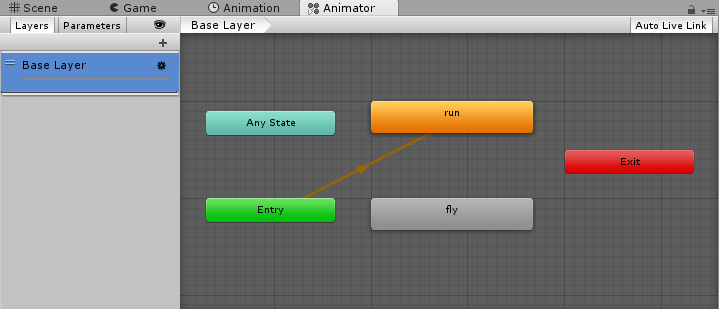 Scene Game Animation Animator
Layers Parameters Base Layer Auto Live Link
+
Base Layer
Any State
run
Exit
Entry
fly